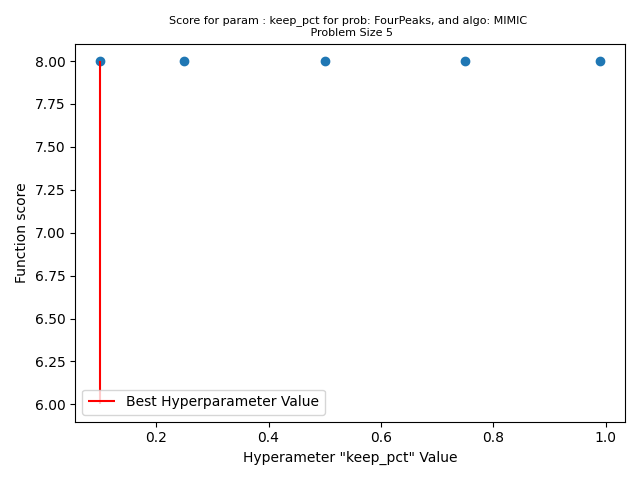 Score for param : keep_pct for prob: FourPeaks, and algo: MIMIC
Problem Size 5
8.00
7.75
7.50
7.25
7.00
6.75
6.50
6.25
6.00
Function score
Best Hyperparameter Value
0.2
0.4
0.6
0.8
1.0
Hyperameter "keep_pct" Value